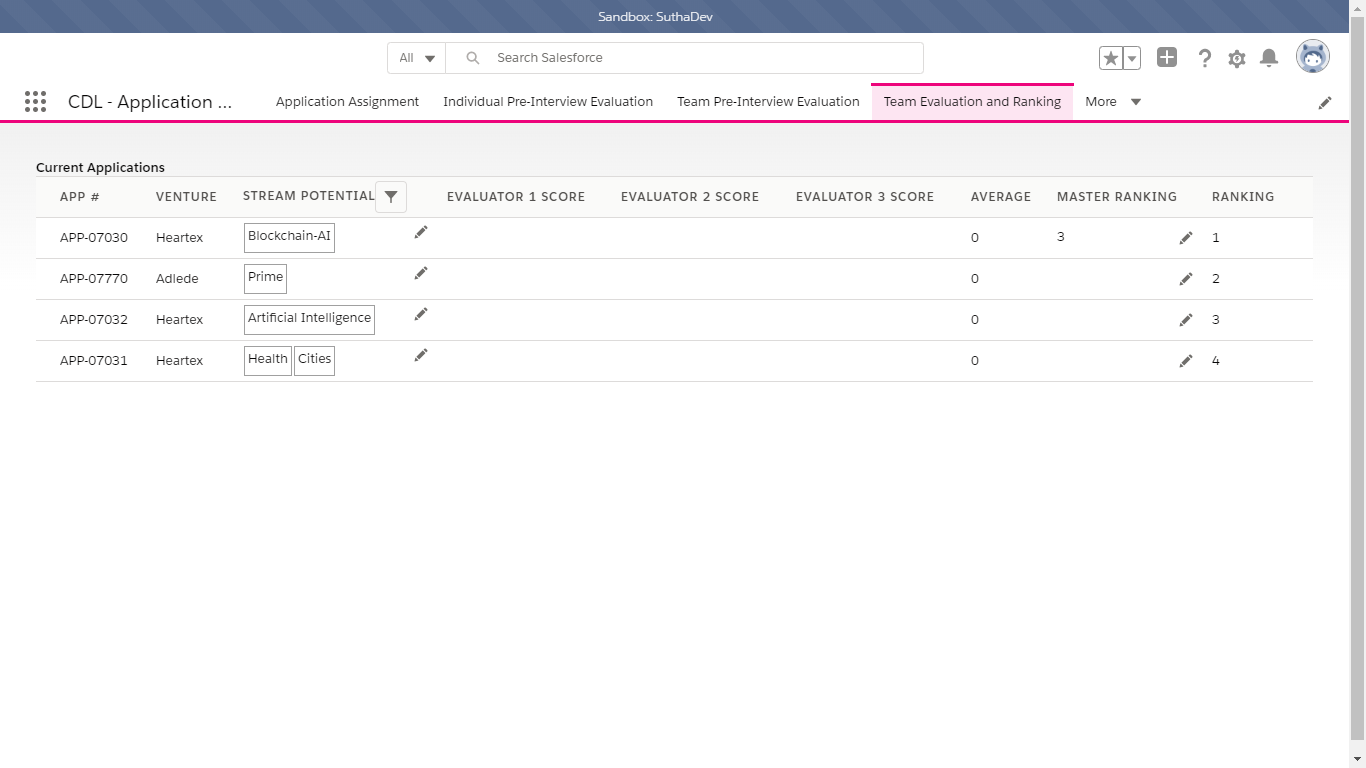 Sandbox: SuthaDev
All Search Salesforce
CDL - Application ... Application Assignment Individual Pre-Interview Evaluation Team Pre-Interview Evaluation Team Evaluation and Ranking More
Current Applications
APP # VENTURE STREAM POTENTIAL EVALUATOR 1 SCORE EVALUATOR 2 SCORE EVALUATOR 3 SCORE AVERAGE MASTER RANKING RANKING
APP-07030 Heartex Blockchain-AI 0 3 1
APP-07770 Adlede Prime 0 2
APP-07032 Heartex Artificial Intelligence 0 3
APP-07031 Heartex Health Cities 0 4